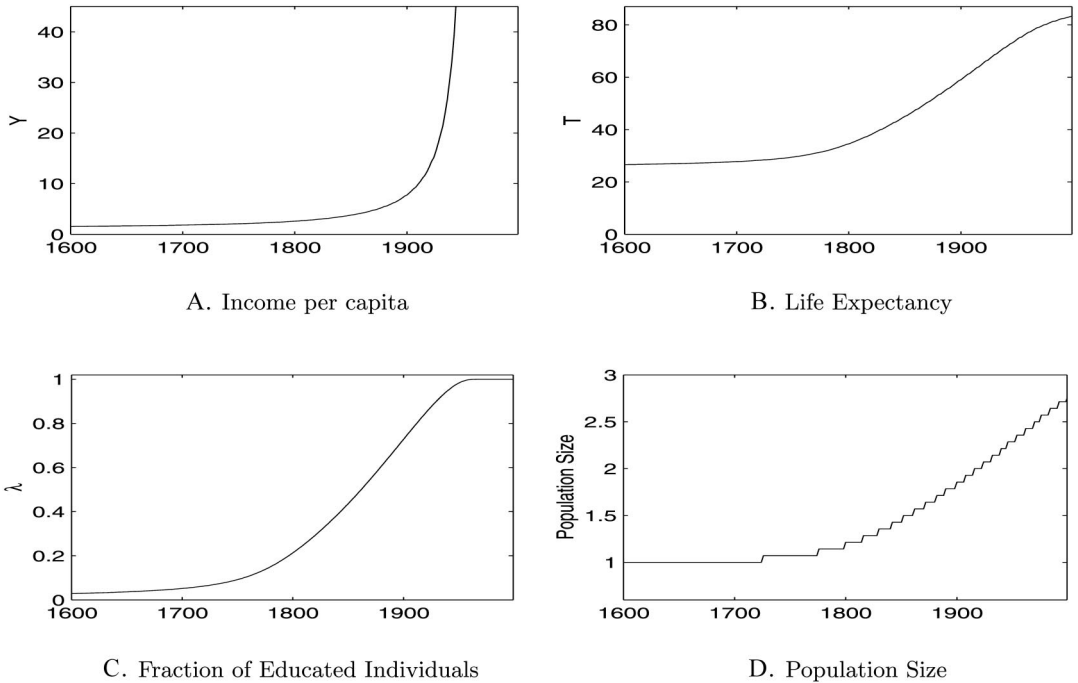 40
30
20
10
0
Y
1600 1700 1800 1900
A. Income per capita
80
60
40
20
0
T
1600 1700 1800 1900
B. Life Expectancy
1
0.8
0.6
0.4
0.2
0
λ
1600 1700 1800 1900
C. Fraction of Educated Individuals
3
2.5
2
1.5
1
Population Size
1600 1700 1800 1900
D. Population Size